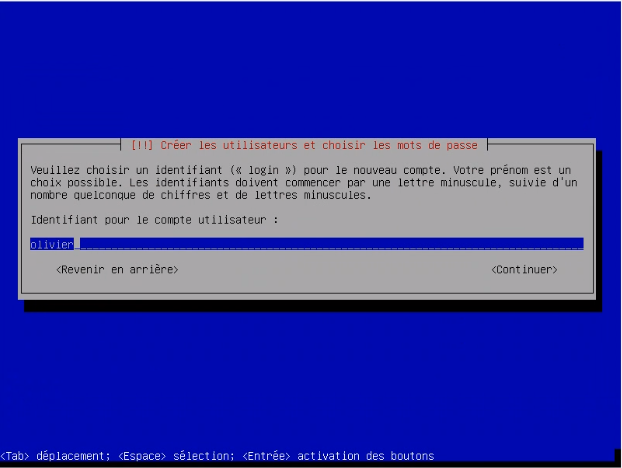 [!!] Créer les utilisateurs et choisir les mots de passe
Veuillez choisir un identifiant (« login ») pour le nouveau compte. Votre prénom est un
choix possible. Les identifiants doivent commencer par une lettre minuscule, suivie d'un
nombre quelconque de chiffres et de lettres minuscules.
Identifiant pour le compte utilisateur :
olivier
<Revenir en arrière> <Continuer>
<Tab> déplacement; <Espace> sélection; <Entrée> activation des boutons